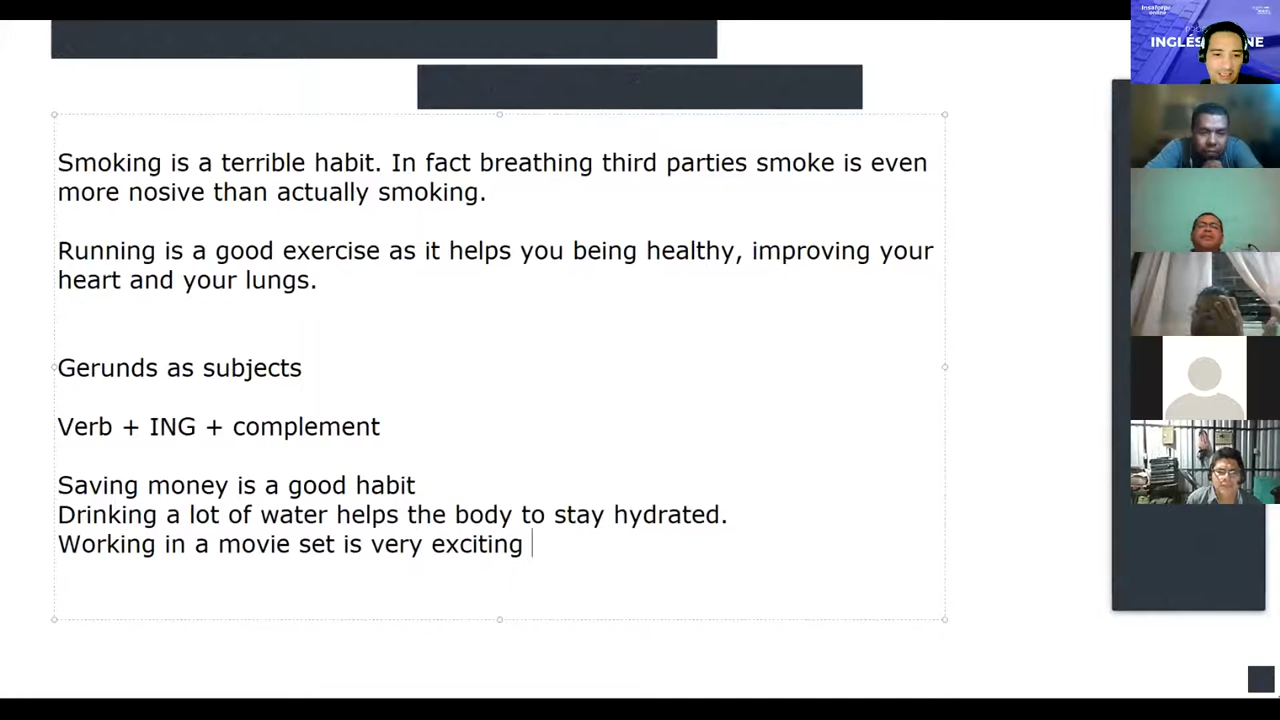 Insaforp
online
INGLÉS
NE
Smoking is a terrible habit. In fact breathing third parties smoke is even
more nosive than actually smoking.
Running is a good exercise as it helps you being healthy, improving your
heart and your lungs.
Gerunds as subjects
Verb + ING + complement
Saving money is a good habit
Drinking a lot of water helps the body to stay hydrated.
Working in a movie set is very exciting